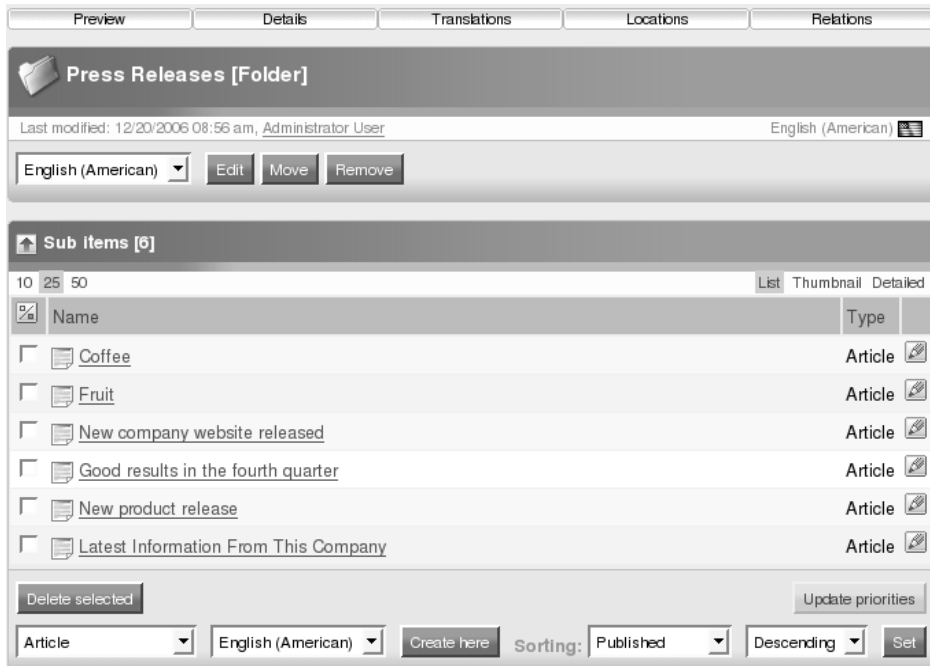 Preview Details Translations Locations Relations
Press Releases [Folder]
Last modified: 12/20/2006 08:56 am, Administrator User English (American)
English (American) Edit Move Remove
Sub items [6]
10 25 50 List Thumbnail Detailed
Name Type
Coffee Article
Fruit Article
New company website released Article
Good results in the fourth quarter Article
New product release Article
Latest Information From This Company Article
Delete selected Update priorities
Article English (American) Create here Sorting: Published Descending Set